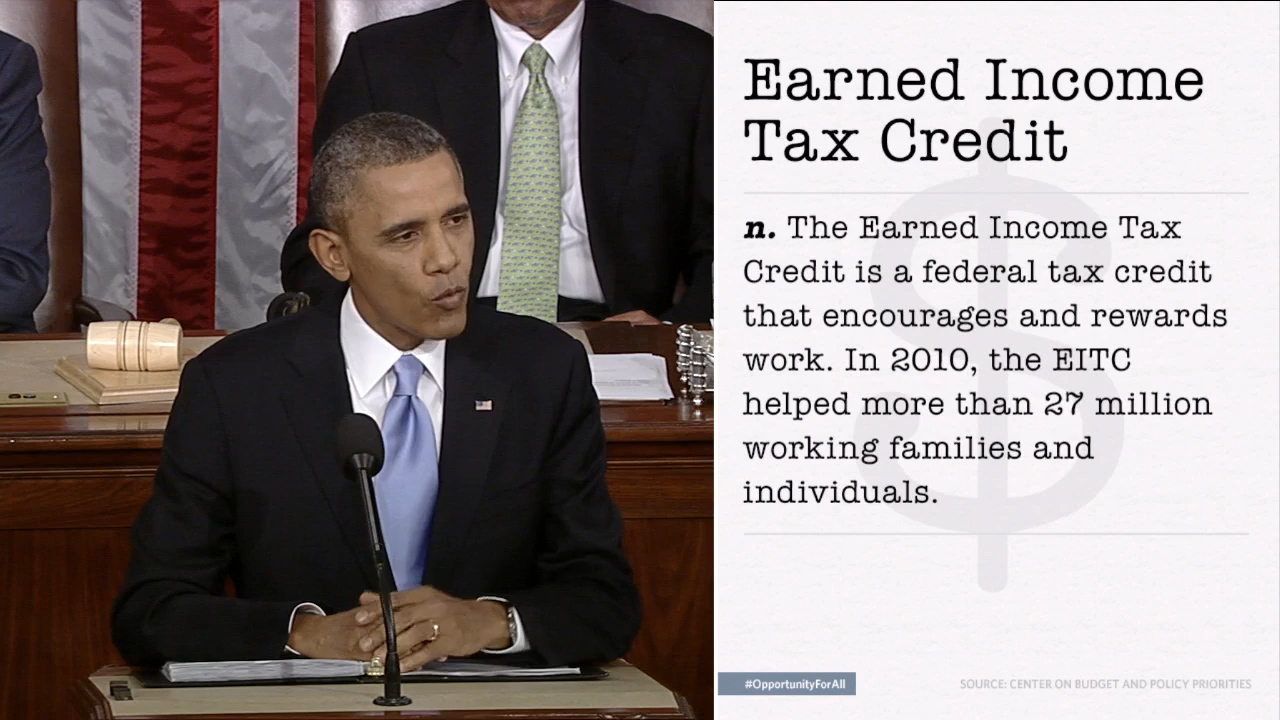 Earned Income
Tax Credit
n. The Earned Income Tax
Credit is a federal tax credit
that encourages and rewards
work. In 2010, the EITC
helped more than 27 million
working families and
individuals.
$
#OpportunityForAll
SOURCE: CENTER ON BUDGET AND POLICY PRIORITIES